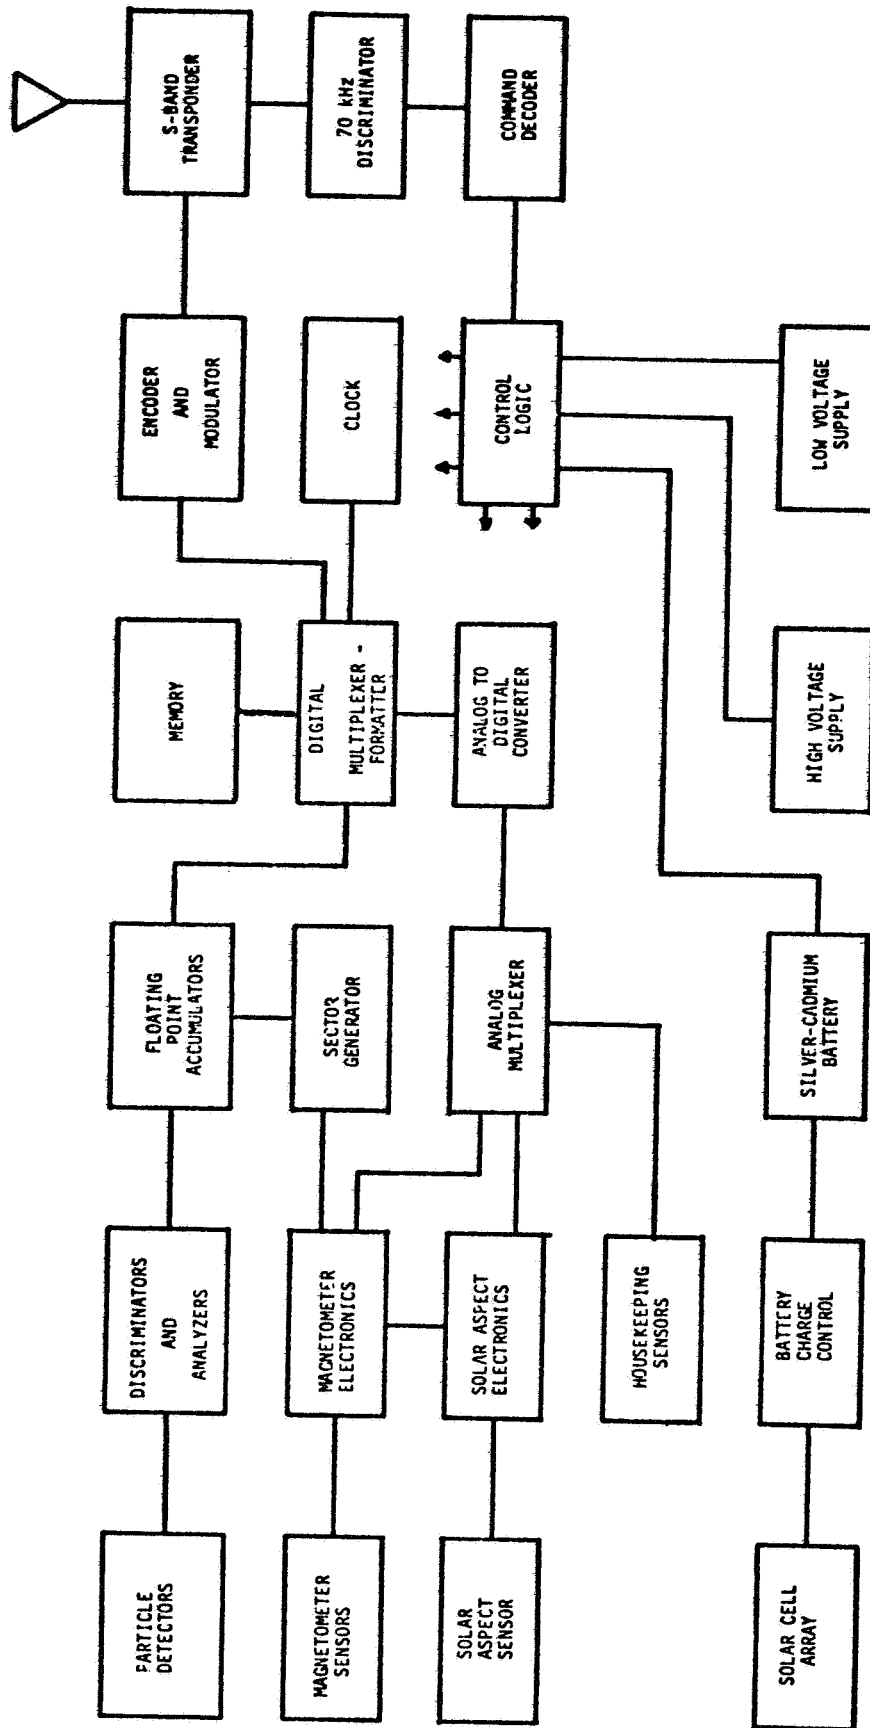 PARTICLE
DETECTORS
DISCRIMINATORS
AND
ANALYZERS
FLOATING
POINT
ACCUMULATORS
MEMORY
ENCODER
AND
MODULATOR
S-BAND
TRANSPONDER
MAGNETOMETER
SENSORS
MAGNETOMETER
ELECTRONICS
SECTOR
GENERATOR
DIGITAL
MULTIPLEXER -
FORMATTER
CLOCK
70 kHz
DISCRIMINATOR
SOLAR
ASPECT
SENSOR
SOLAR ASPECT
ELECTRONICS
ANALOG
MULTIPLEXER
ANALOG TO
DIGITAL
CONVERTER
CONTROL
LOGIC
COMMAND
DECODER
HOUSEKEEPING
SENSORS
SOLAR CELL
ARRAY
BATTERY
CHARGE
CONTROL
SILVER-CADMIUM
BATTERY
HIGH VOLTAGE
SUPPLY
LOW VOLTAGE
SUPPLY